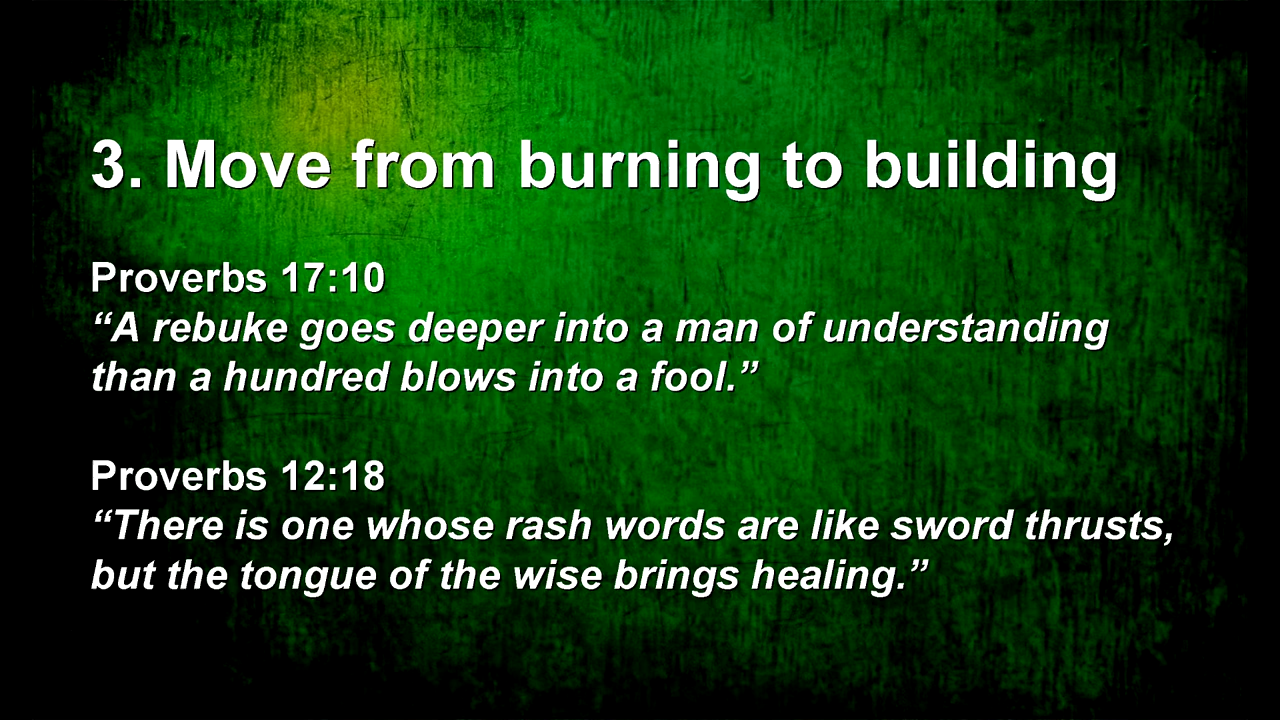 3. Move from burning to building
Proverbs 17:10
“A rebuke goes deeper into a man of understanding
than a hundred blows into a fool.”
Proverbs 12:18
“There is one whose rash words are like sword thrusts,
but the tongue of the wise brings healing.”